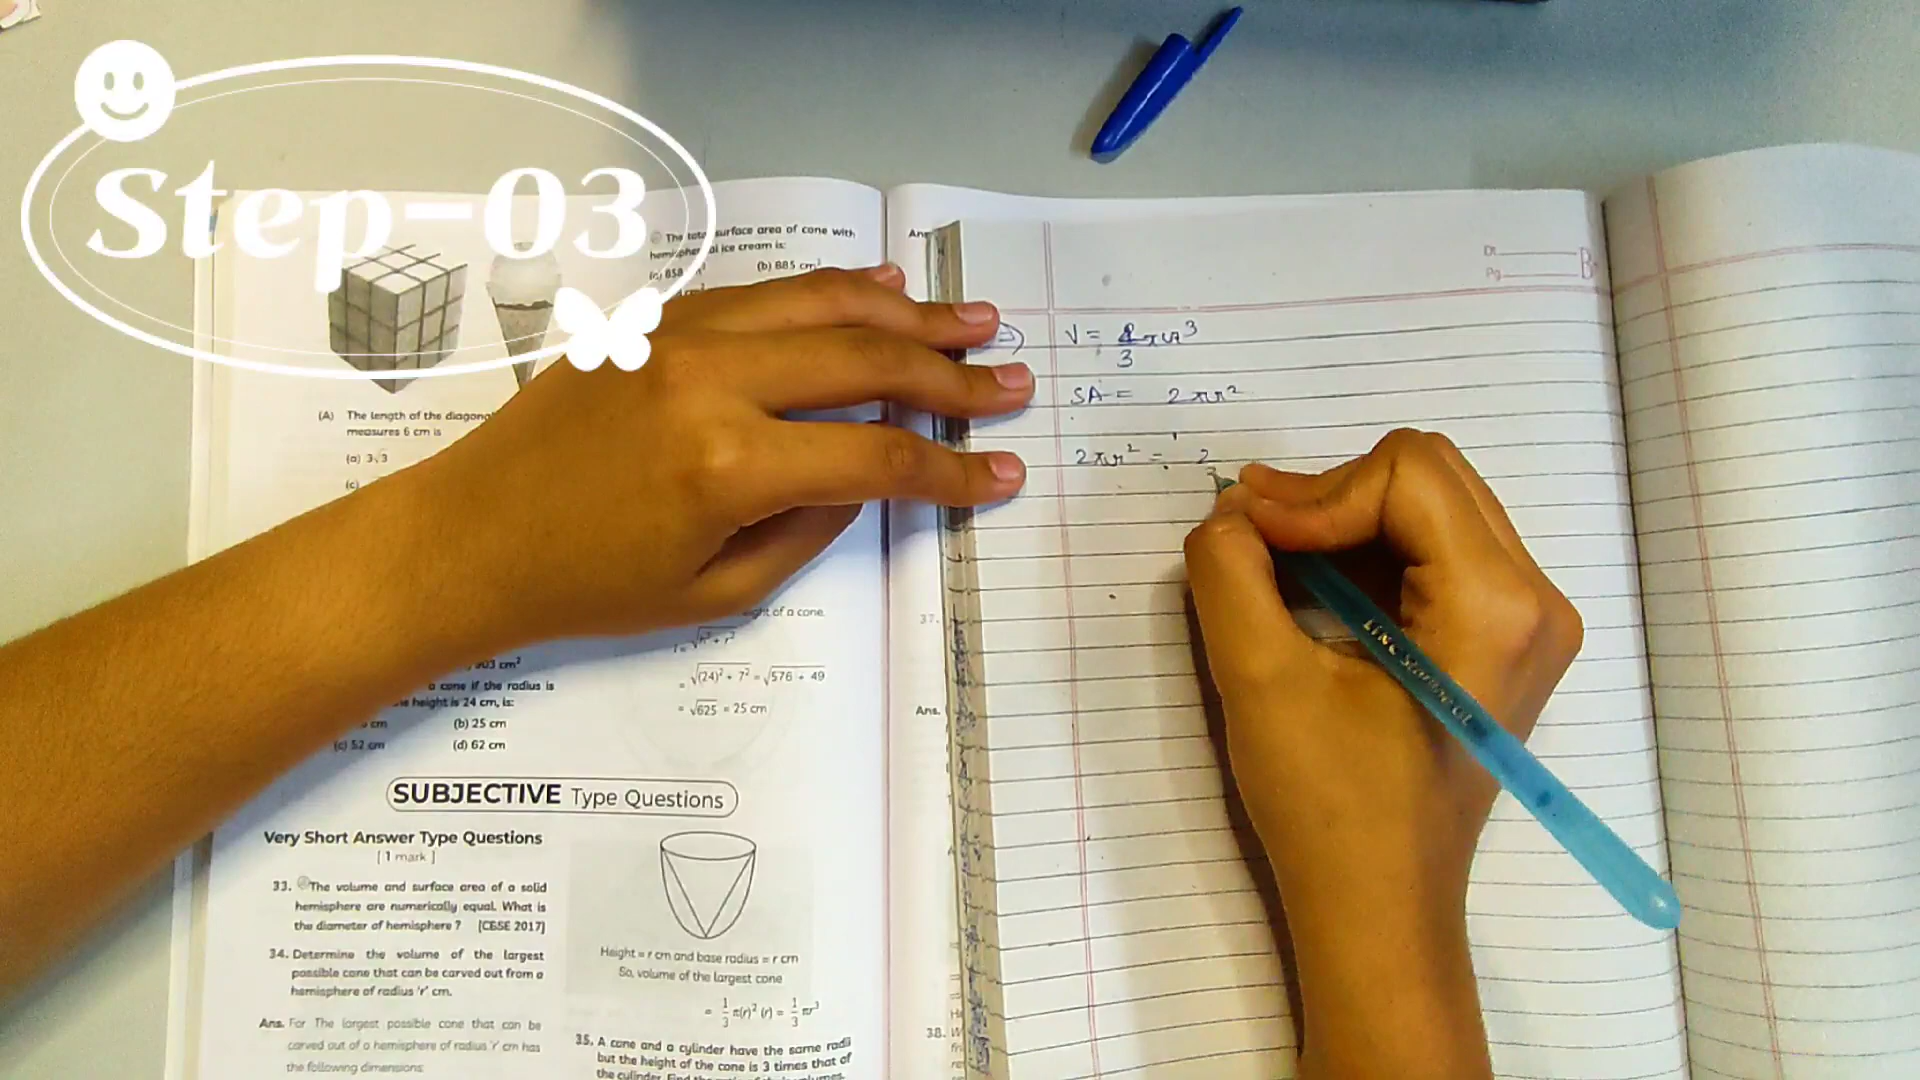 Step-03
The total surface area of cone with
hemispherical ice cream is:
(b) 885 cm³
(A) The length of the diagonal
measures 6 cm is
(a) 3√3
(c)
height of a cone.
l = √h² + r²
= √(24)² + 7² = √576 + 49
= √625 = 25 cm
903 cm²
a cone if the radius is
height is 24 cm, is:
cm (b) 25 cm
(c) 52 cm (d) 62 cm
SUBJECTIVE Type Questions
Very Short Answer Type Questions
[ 1 mark ]
33. The volume and surface area of a solid
hemisphere are numerically equal. What is
the diameter of hemisphere ? [CBSE 2017]
34. Determine the volume of the largest
possible cone that can be carved out from a
hemisphere of radius 'r' cm.
Ans. For The largest possible cone that can be
carved out of a hemisphere of radius 'r' cm has
the following dimensions:
Height = r cm and base radius = r cm
So, volume of the largest cone
= 1/3 π(r)² (r) = 1/3 πr³
35. A cone and a cylinder have the same radii
but the height of the cone is 3 times that of
the cylinder. Find the
Ans
37.
Ans.
38.
Dt.
Pg.
V = 2/3 πr³
SA = 2πr²
2πr² = 2